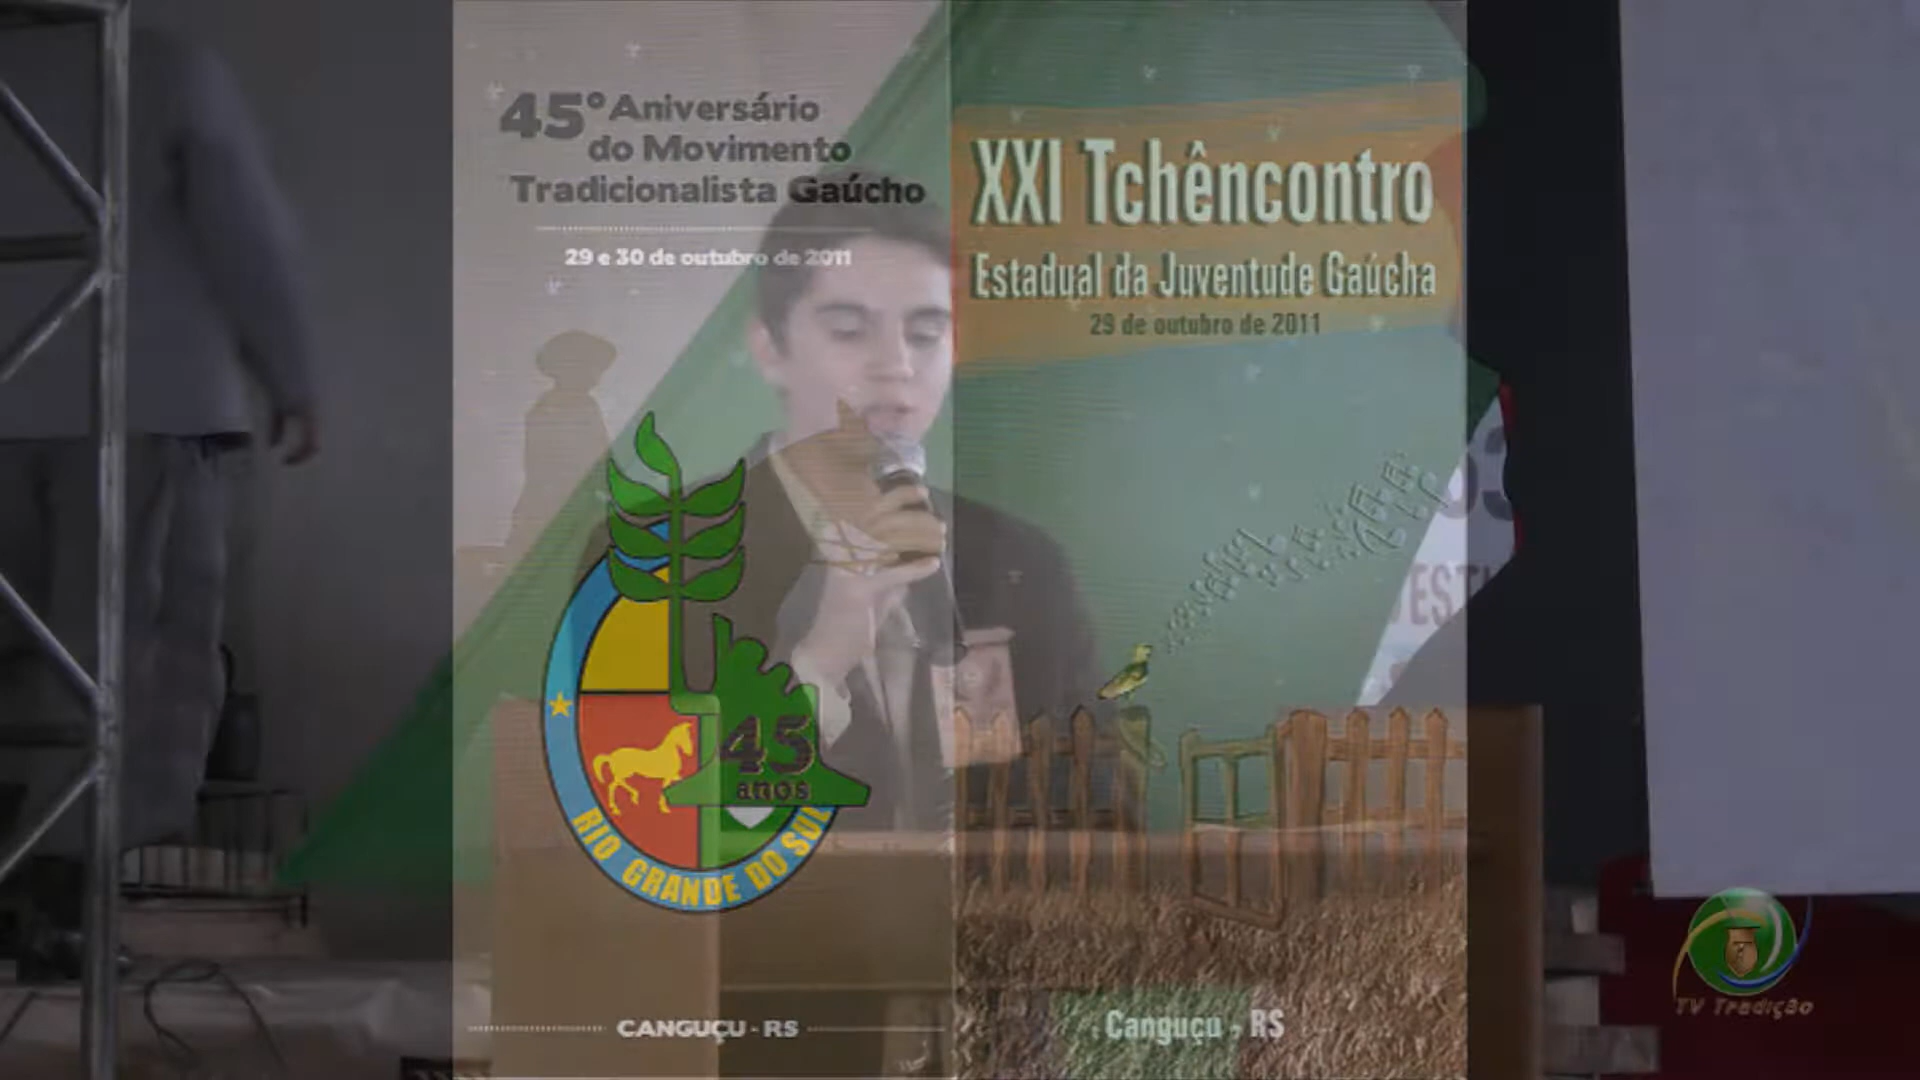 45º Aniversário
do Movimento
Tradicionalista Gaúcho
29 e 30 de outubro de 2011
45
anos
RIO GRANDE DO SUL
CANGUÇU - RS
XXI Tchêncontro
Estadual da Juventude Gaúcha
29 de outubro de 2011
Canguçu - RS
TV Tradição